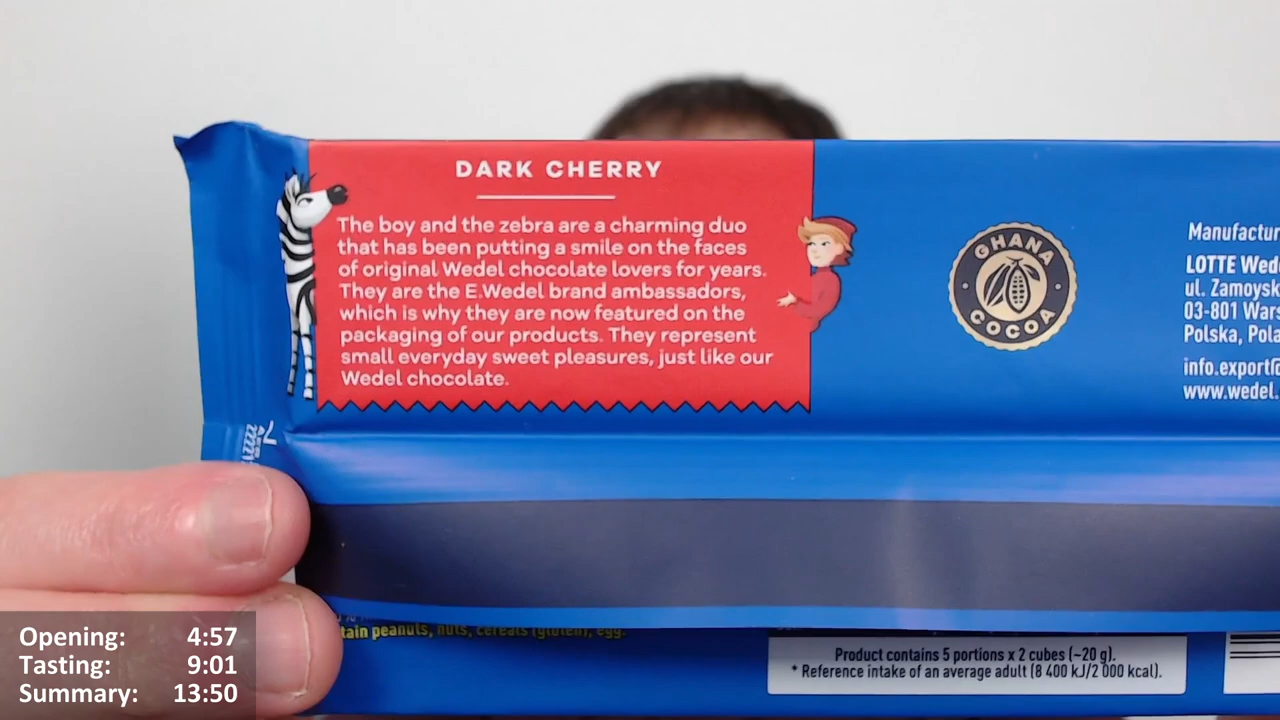 DARK CHERRY
The boy and the zebra are a charming duo
that has been putting a smile on the faces
of original Wedel chocolate lovers for years.
They are the E.Wedel brand ambassadors,
which is why they are now featured on the
packaging of our products. They represent
small everyday sweet pleasures, just like our
Wedel chocolate.
GHANA
COCOA
Manufactur
LOTTE Wed
ul. Zamoysk
03-801 Wars
Polska, Pola
info.export@
www.wedel.
tain peanuts, nuts, cereals (gluten), egg.
Product contains 5 portions x 2 cubes (~20 g).
* Reference intake of an average adult (8 400 kJ/2 000 kcal).
Opening: 4:57
Tasting: 9:01
Summary: 13:50